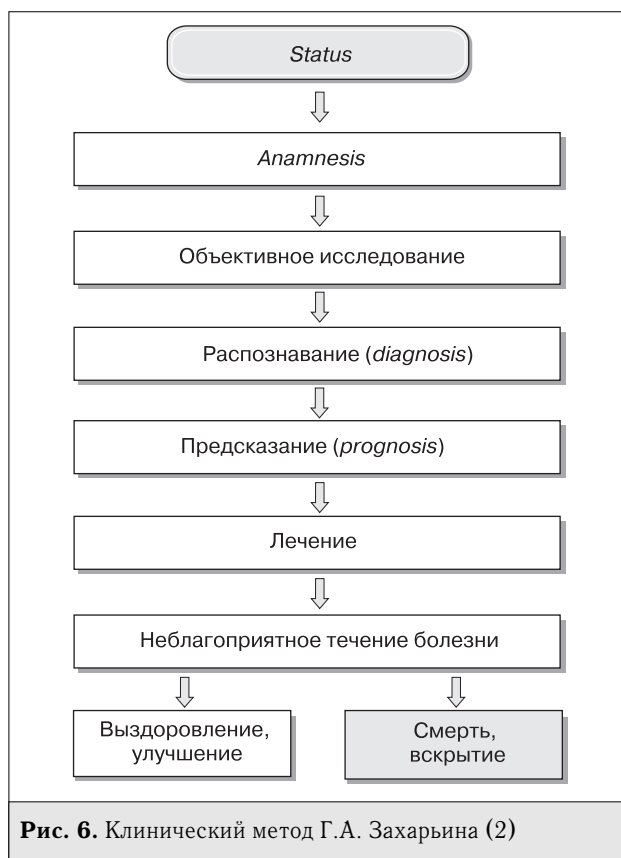 Status
Anamnesis
Объективное исследование
Распознавание (diagnosis)
Предсказание (prognosis)
Лечение
Неблагоприятное течение болезни
Выздоровление,
улучшение
Смерть,
вскрытие
Рис. 6. Клинический метод Г.А. Захарьина (2)